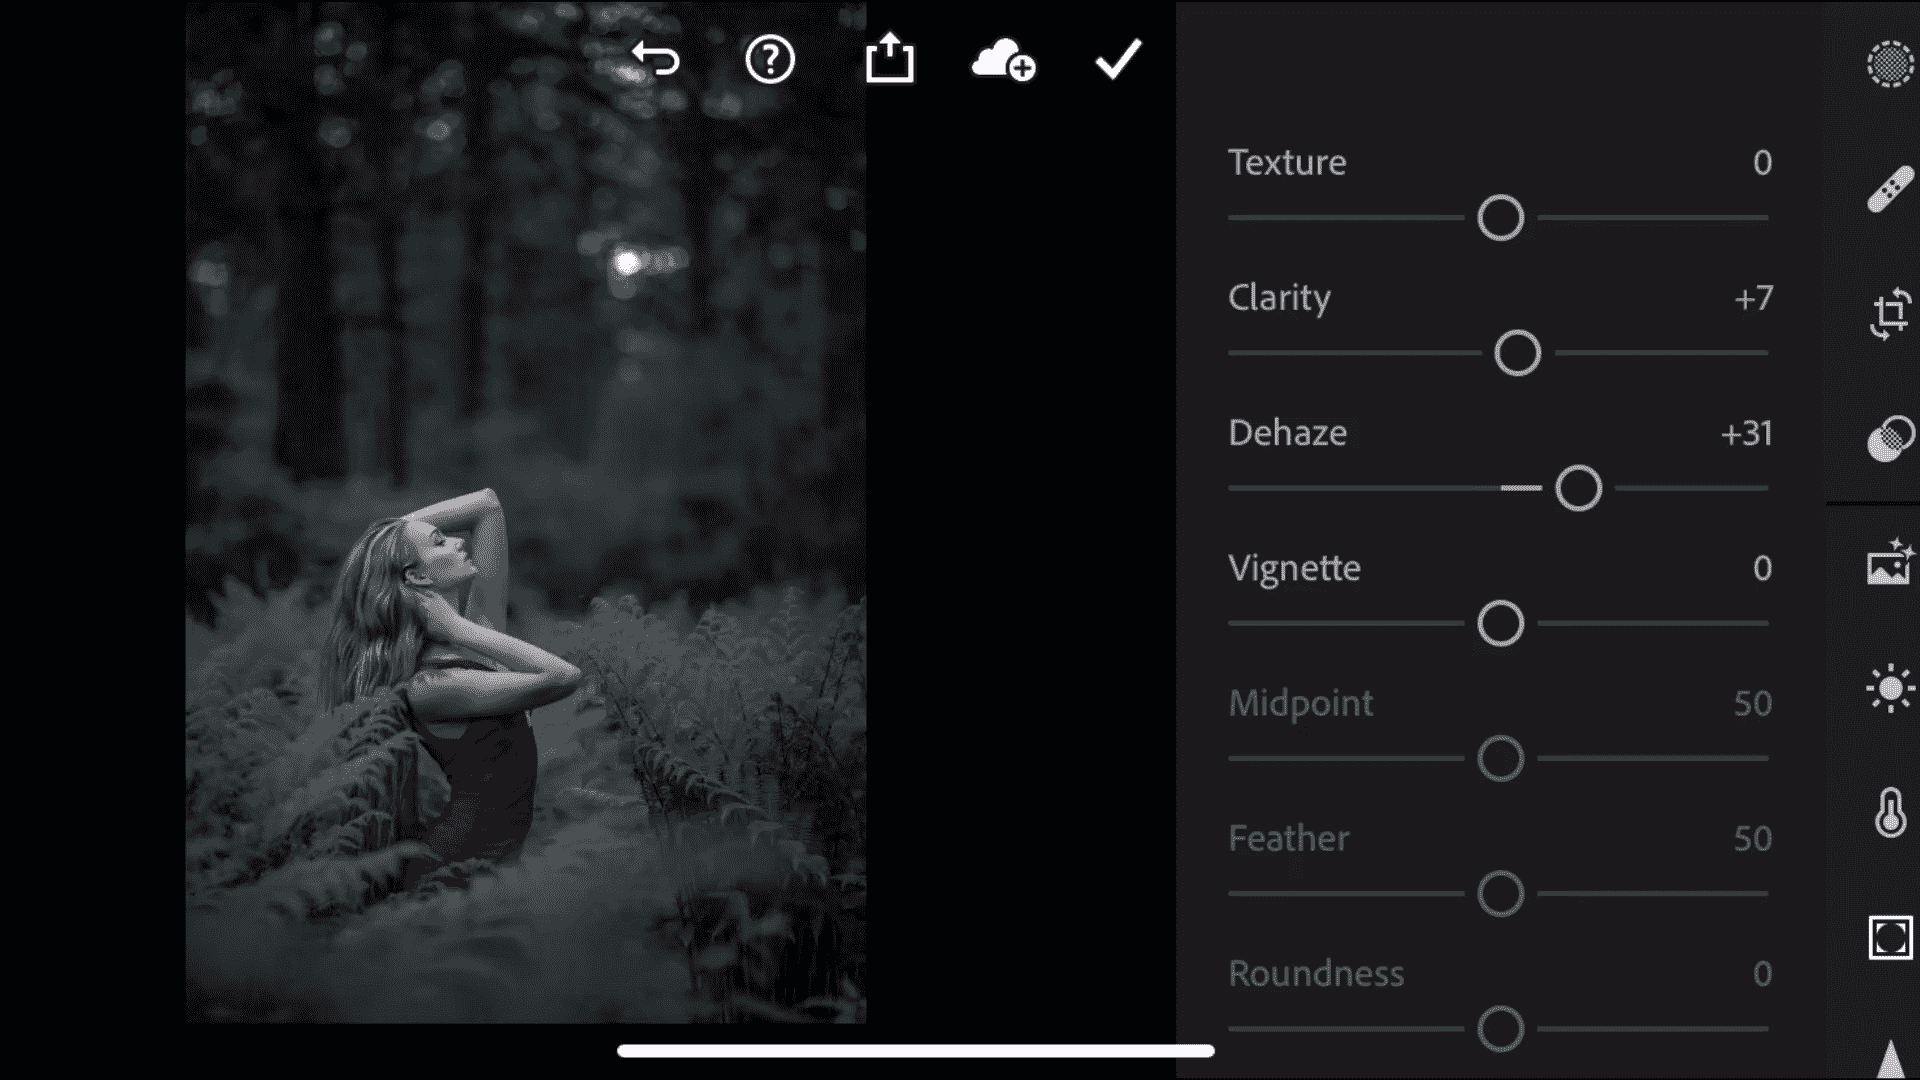 Texture 0
Clarity +7
Dehaze +31
Vignette 0
Midpoint 50
Feather 50
Roundness 0